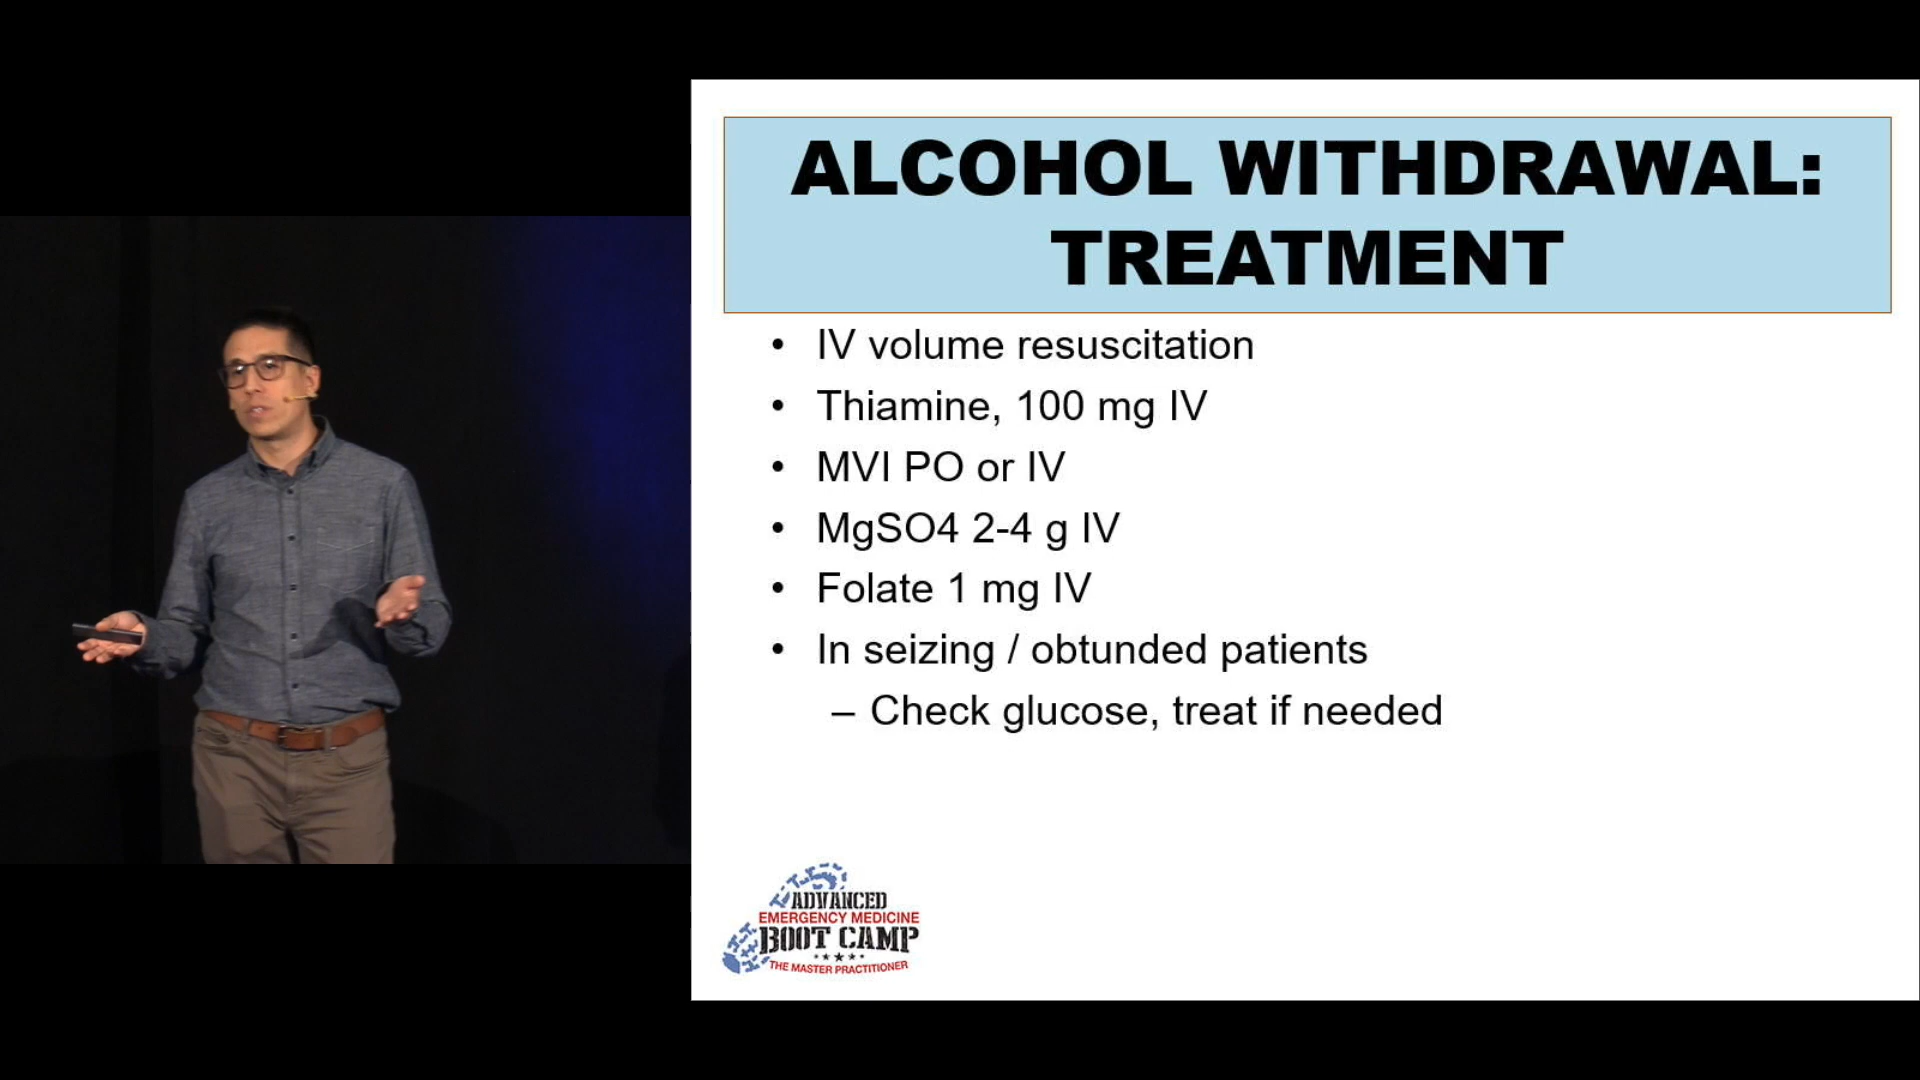 ALCOHOL WITHDRAWAL:
TREATMENT
• IV volume resuscitation
• Thiamine, 100 mg IV
• MVI PO or IV
• MgSO4 2-4 g IV
• Folate 1 mg IV
• In seizing / obtunded patients
– Check glucose, treat if needed
ADVANCED
EMERGENCY MEDICINE
BOOT CAMP
THE MASTER PRACTITIONER